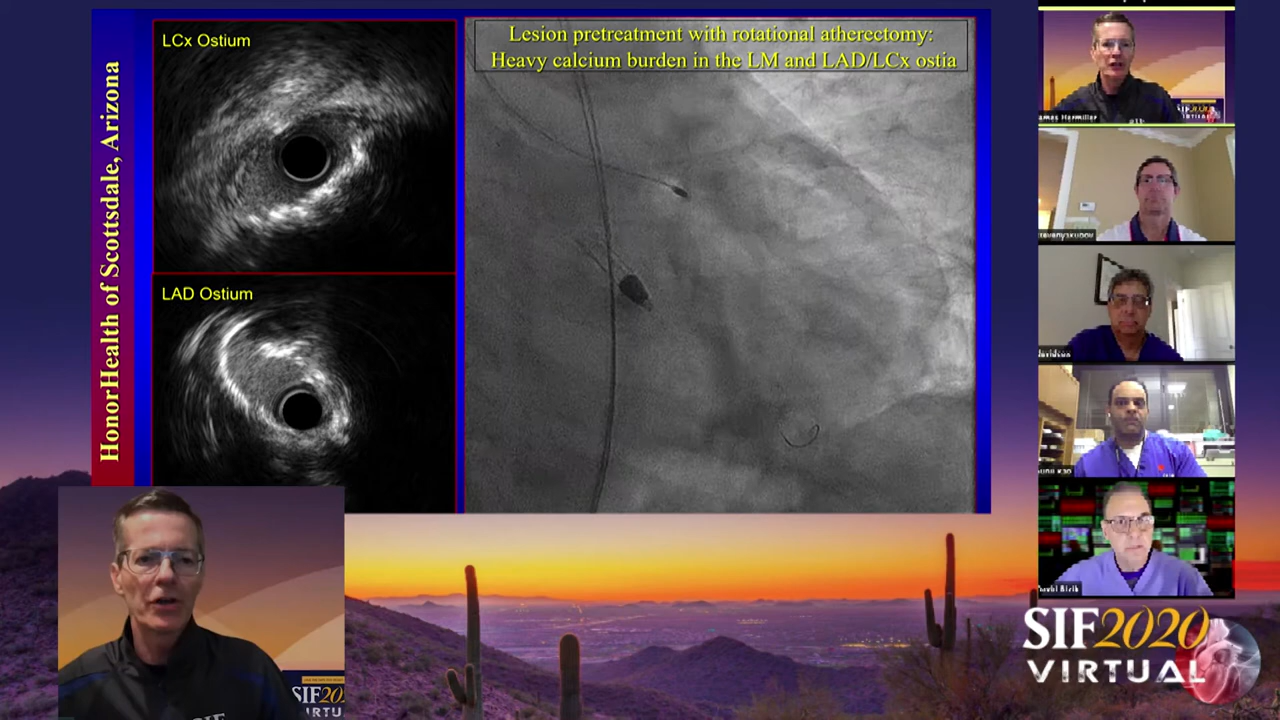 HonorHealth of Scottsdale, Arizona
LCx Ostium
LAD Ostium
Lesion pretreatment with rotational atherectomy:
Heavy calcium burden in the LM and LAD/LCx ostia
SIF2020
VIRTUAL